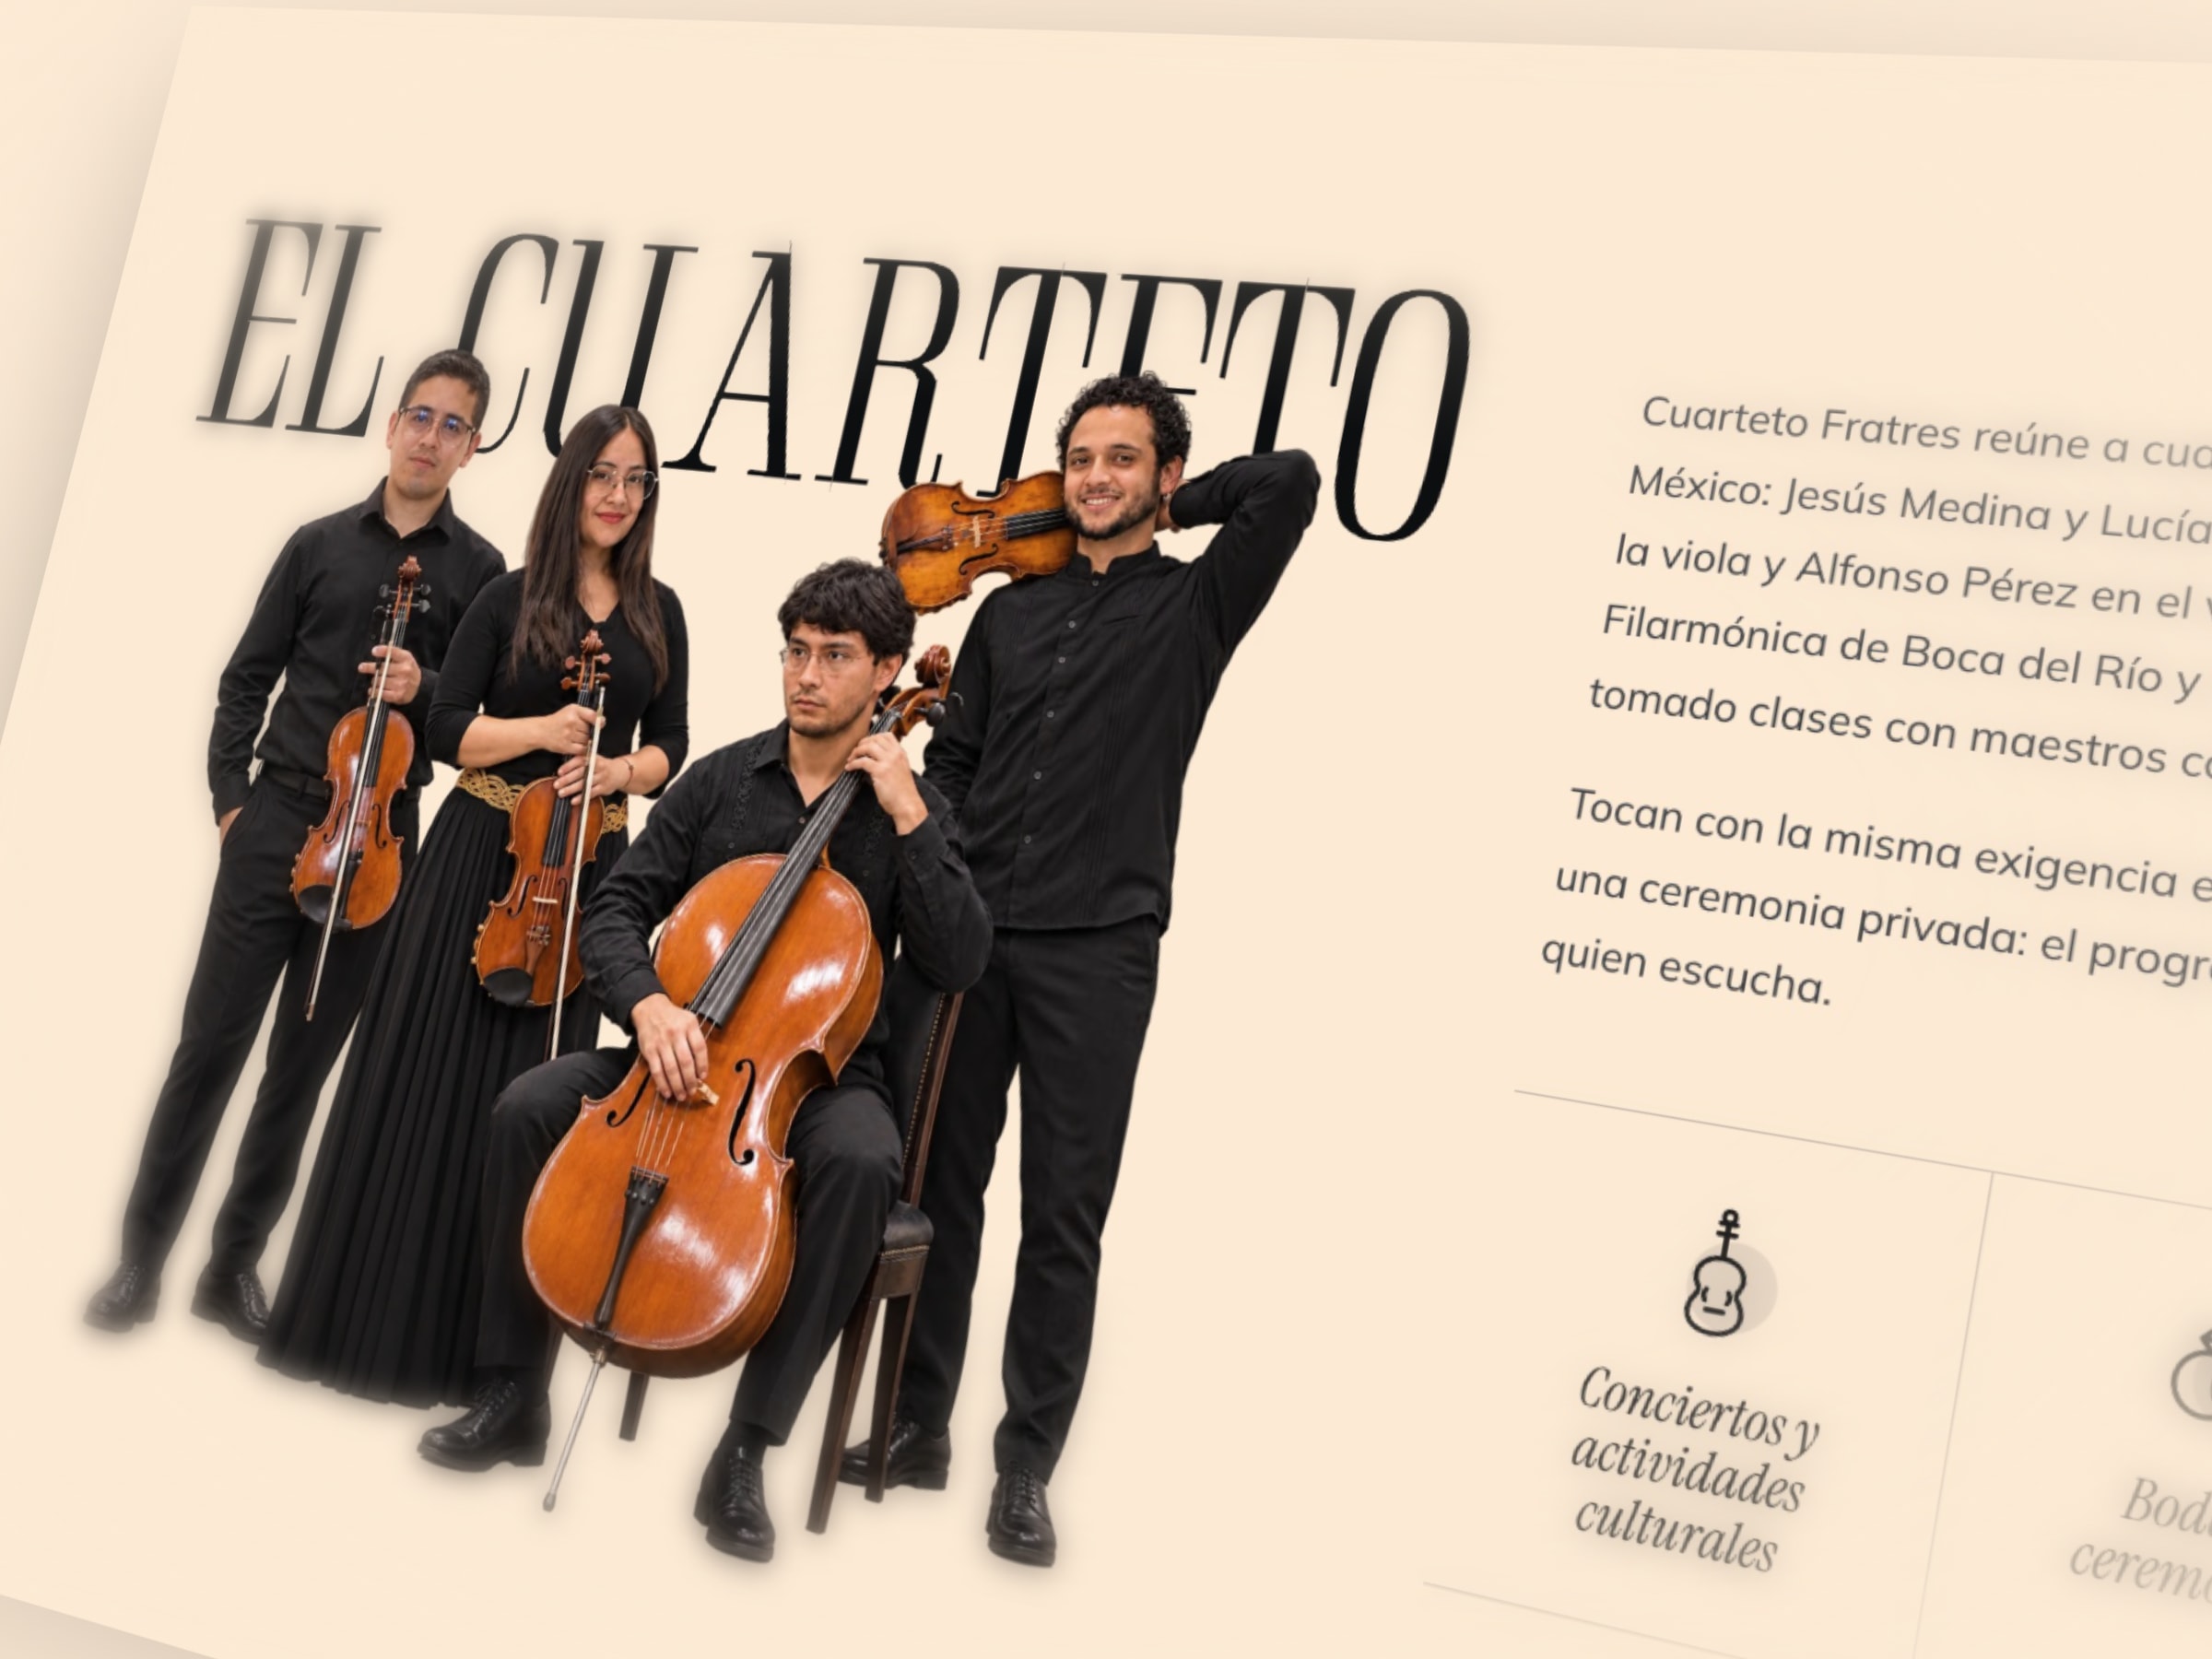 EL CUARTETO
Cuarteto Fratres reúne a
México: Jesús Medina y Lucía
la viola y Alfonso Pérez en el
Filarmónica de Boca del Río y
tomado clases con maestros
Tocan con la misma exigencia
una ceremonia privada: el
quien escucha.
Conciertos y
actividades
culturales